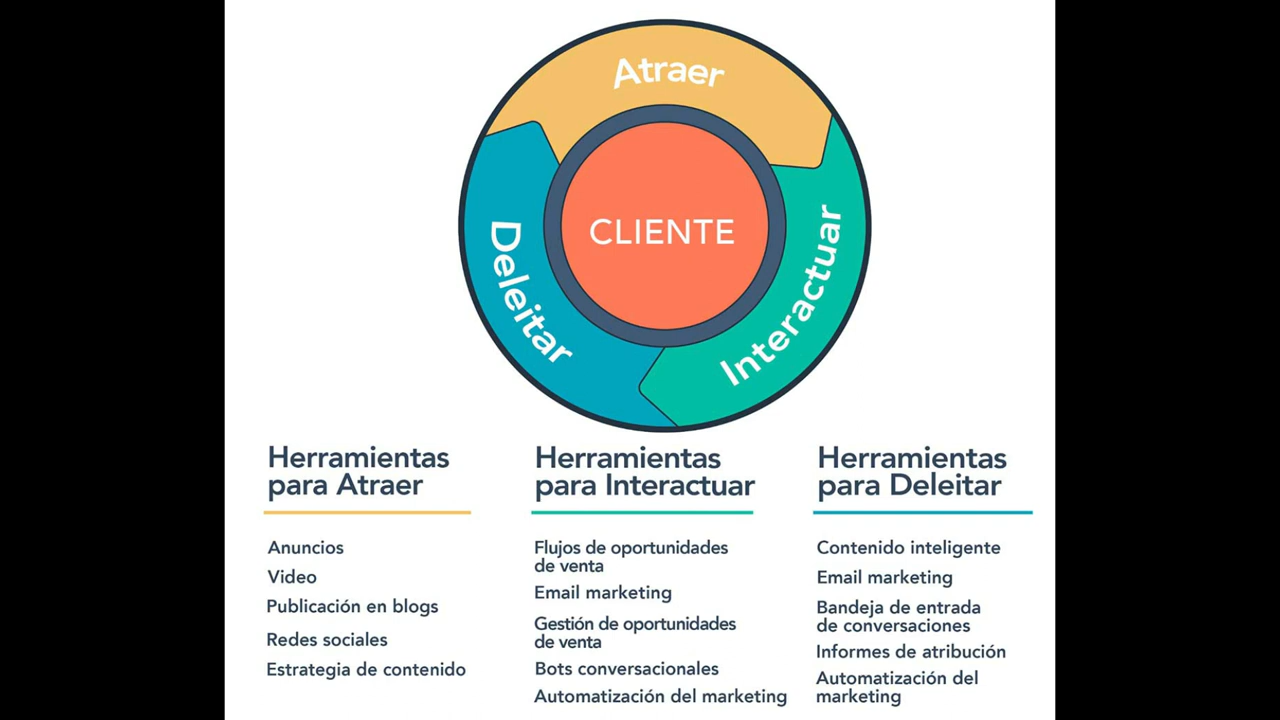 Atraer
CLIENTE
Deleitar
Interactuar
Herramientas
para Atraer
Anuncios
Video
Publicación en blogs
Redes sociales
Estrategia de contenido
Herramientas
para Interactuar
Flujos de oportunidades
de venta
Email marketing
Gestión de oportunidades
de venta
Bots conversacionales
Automatización del marketing
Herramientas
para Deleitar
Contenido inteligente
Email marketing
Bandeja de entrada
de conversaciones
Informes de atribución
Automatización del
marketing